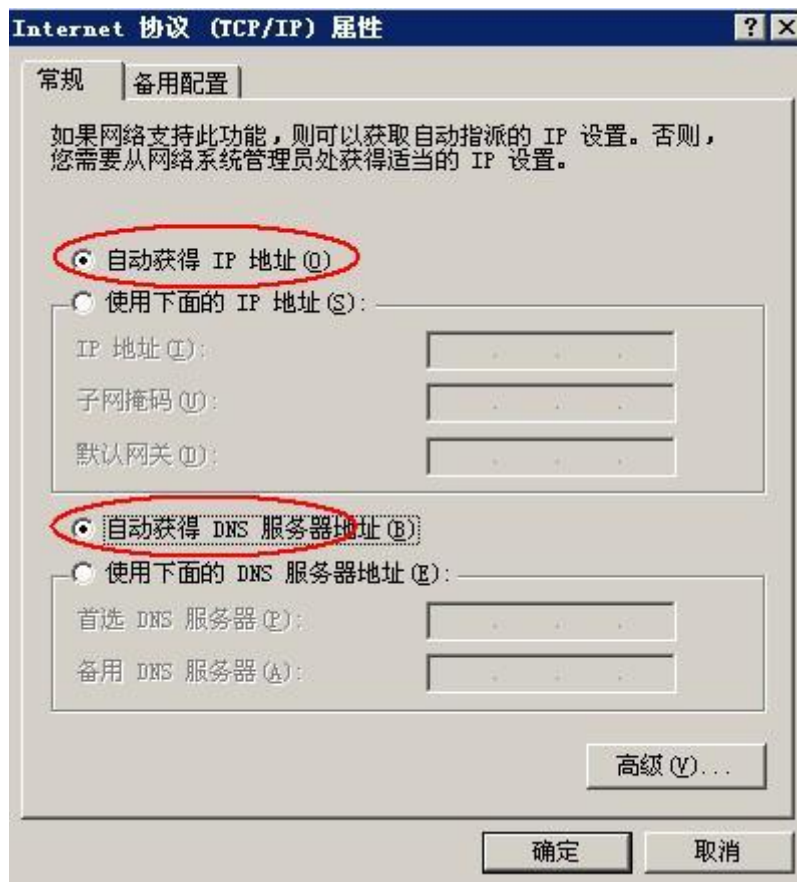 Internet 协议 (TCP/IP) 属性
常规
备用配置
如果网络支持此功能，则可以获取自动指派的 IP 设置。否则，
您需要从网络系统管理员处获得适当的 IP 设置。
自动获得 IP 地址(O)
使用下面的 IP 地址(S):
IP 地址(I):
子网掩码(U):
默认网关(D):
自动获得 DNS 服务器地址(B)
使用下面的 DNS 服务器地址(E):
首选 DNS 服务器(P):
备用 DNS 服务器(A):
高级(V)...
确定
取消